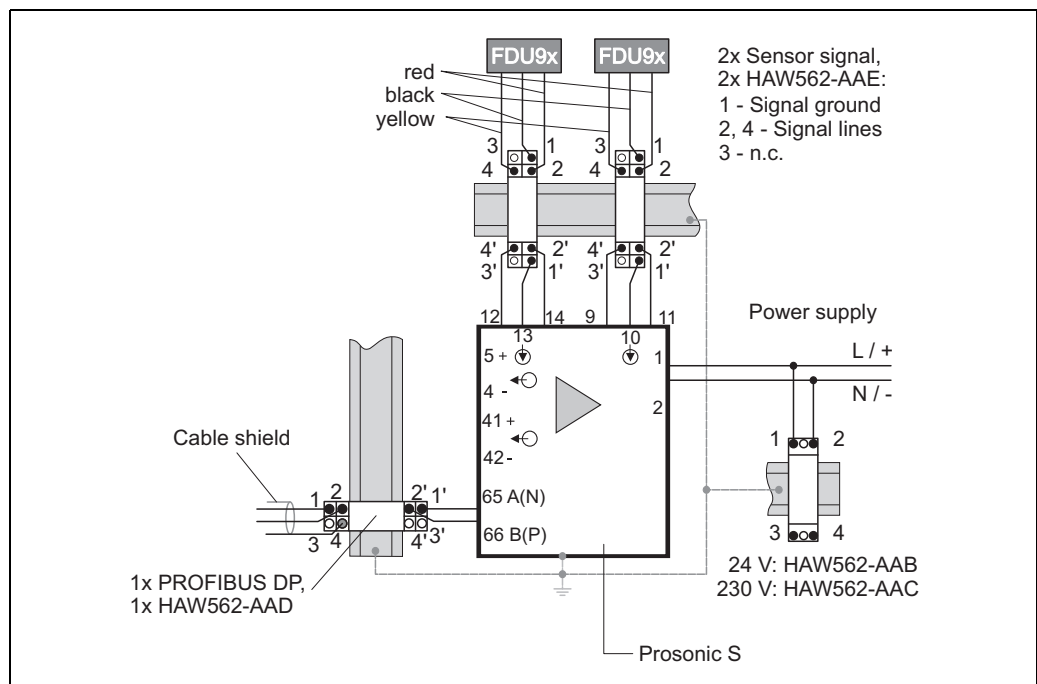 FDU9x FDU9x
red
black
yellow
2x Sensor signal,
2x HAW562-AAE:
1 - Signal ground
2, 4 - Signal lines
3 - n.c.
3 1 3 1
4 2 4 2
4' 2' 4' 2'
3' 1' 3' 1'
12 14 9 11
13 10
Power supply
L / +
N / -
5 +
4 -
41 +
42 -
1
2
65 A(N)
66 B(P)
Cable shield
1 2 2' 1'
3 4 4' 3'
1 2
3 4
24 V: HAW562-AAB
230 V: HAW562-AAC
1x PROFIBUS DP,
1x HAW562-AAD
Prosonic S